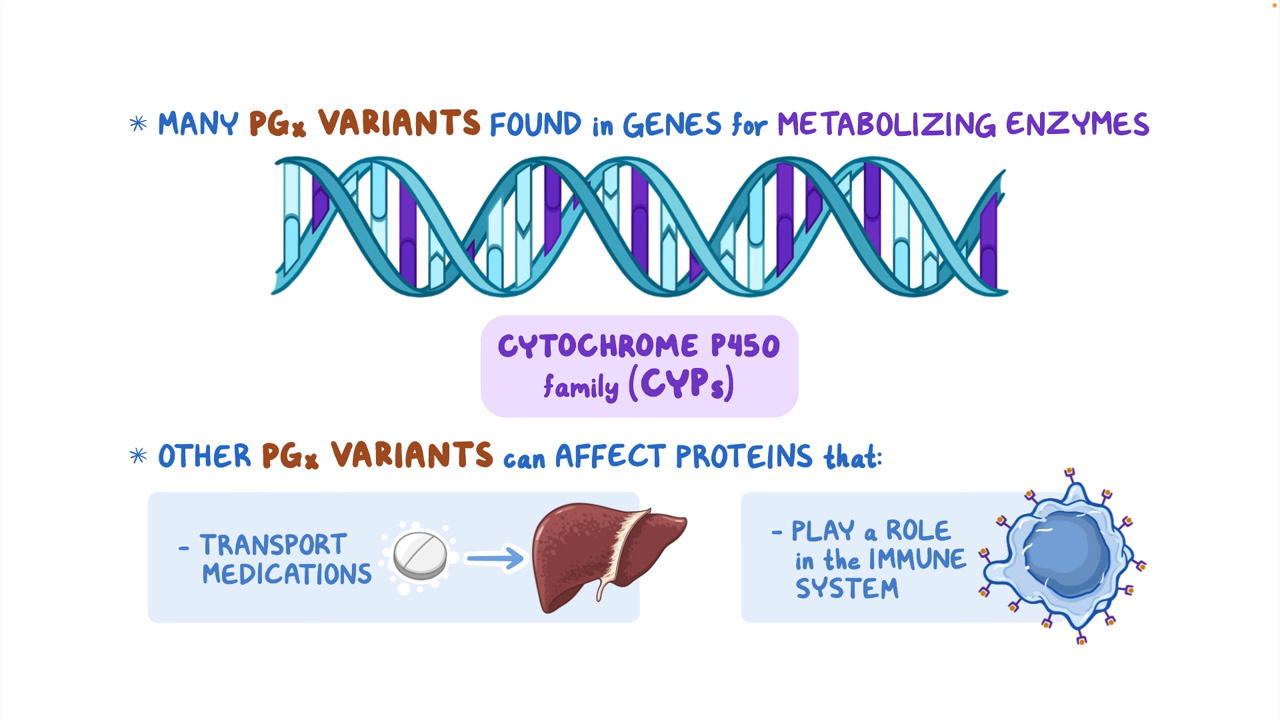 * MANY PGx VARIANTS FOUND in GENES for METABOLIZING ENZYMES
CYTOCHROME P450
family (CYPs)
* OTHER PGx VARIANTS can AFFECT PROTEINS that:
- TRANSPORT
MEDICATIONS
- PLAY a ROLE
in the IMMUNE
SYSTEM